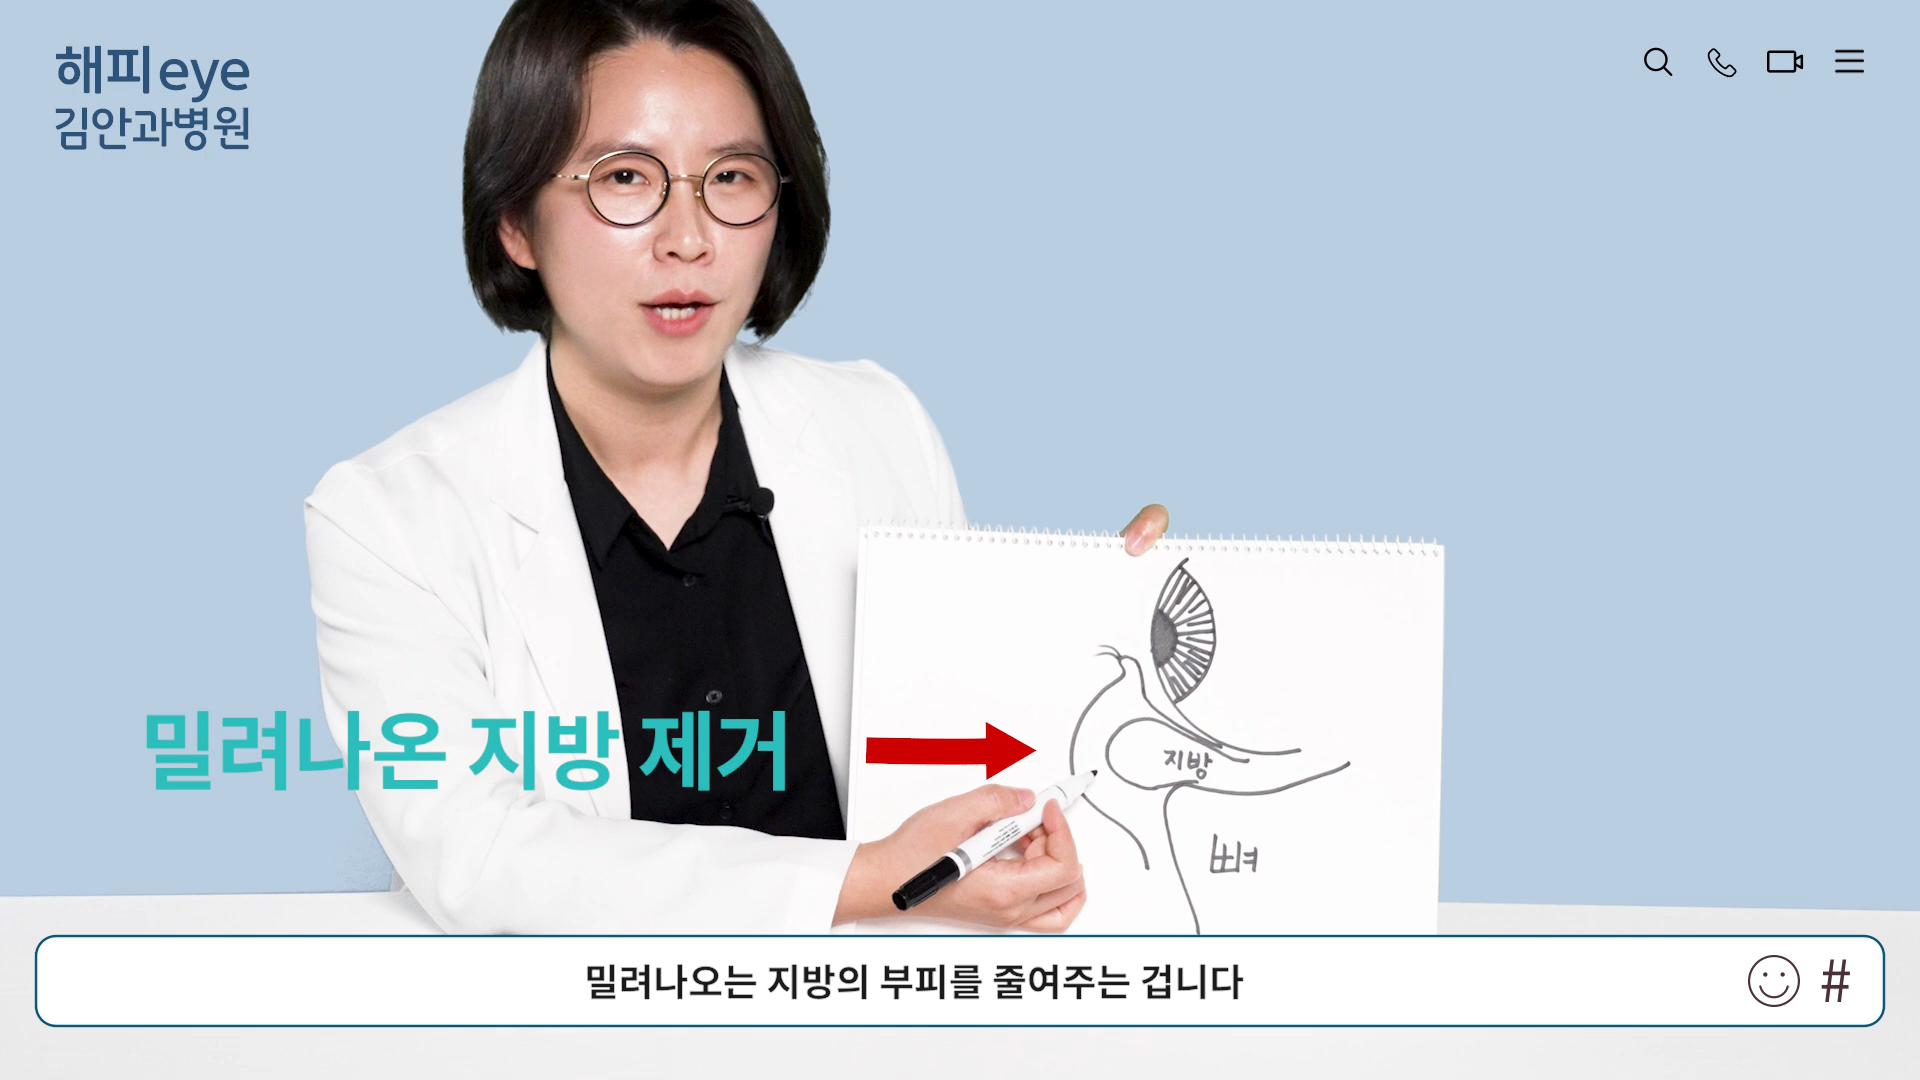 해피eye
김안과병원
밀려나온 지방 제거
지방
뼈
밀려나오는 지방의 부피를 줄여주는 겁니다
#